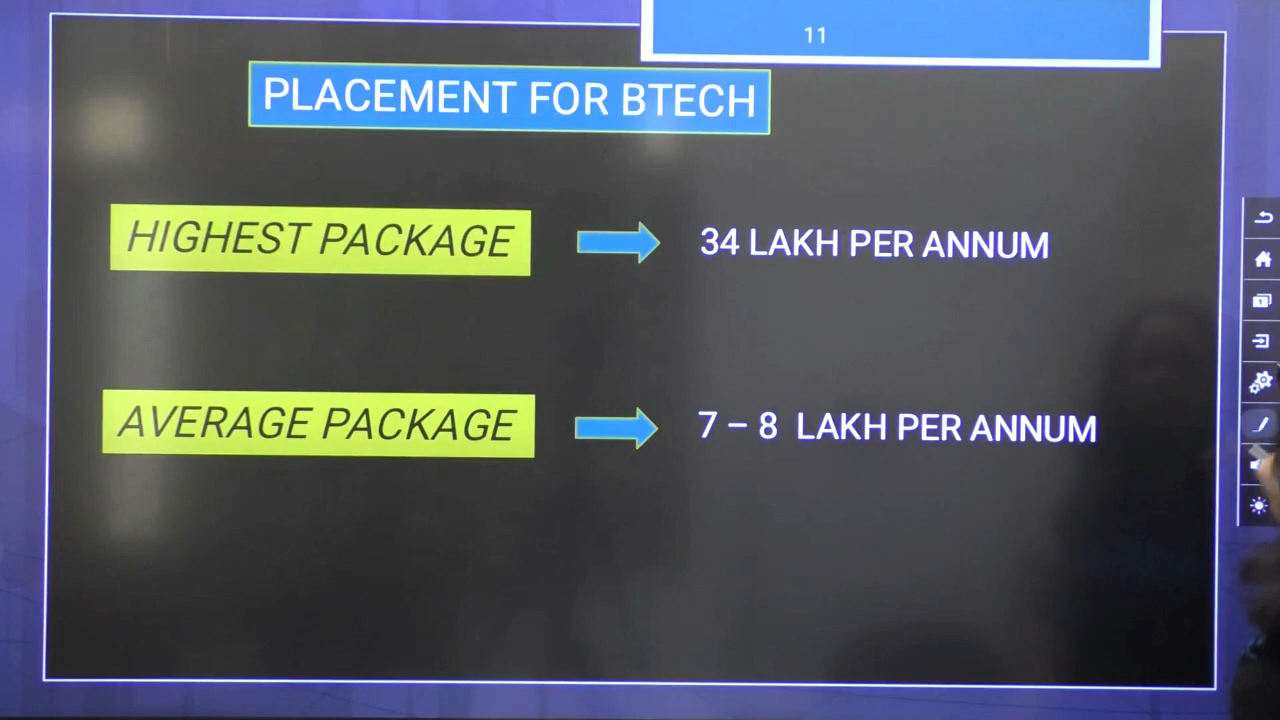 11
PLACEMENT FOR BTECH
HIGHEST PACKAGE
34 LAKH PER ANNUM
AVERAGE PACKAGE
7 – 8 LAKH PER ANNUM